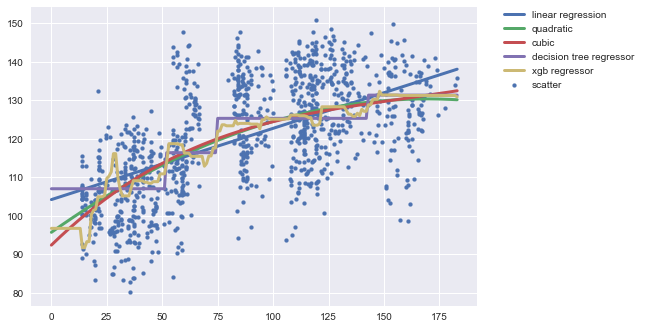 linear regression
quadratic
cubic
decision tree regressor
xgb regressor
scatter
150
140
130
120
110
100
90
80
0 25 50 75 100 125 150 175